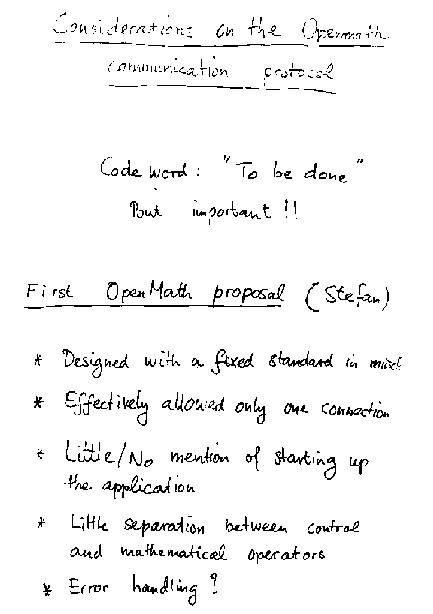 Considerations on the Openmath
communication protocol
Code word: "To be done"
But important !!
First OpenMath proposal (Stefan)
* Designed with a fixed standard in mind
* Effectively allowed only one connection
* Little/No mention of starting up
the application
* Little separation between control
and mathematical operators
* Error handling ?